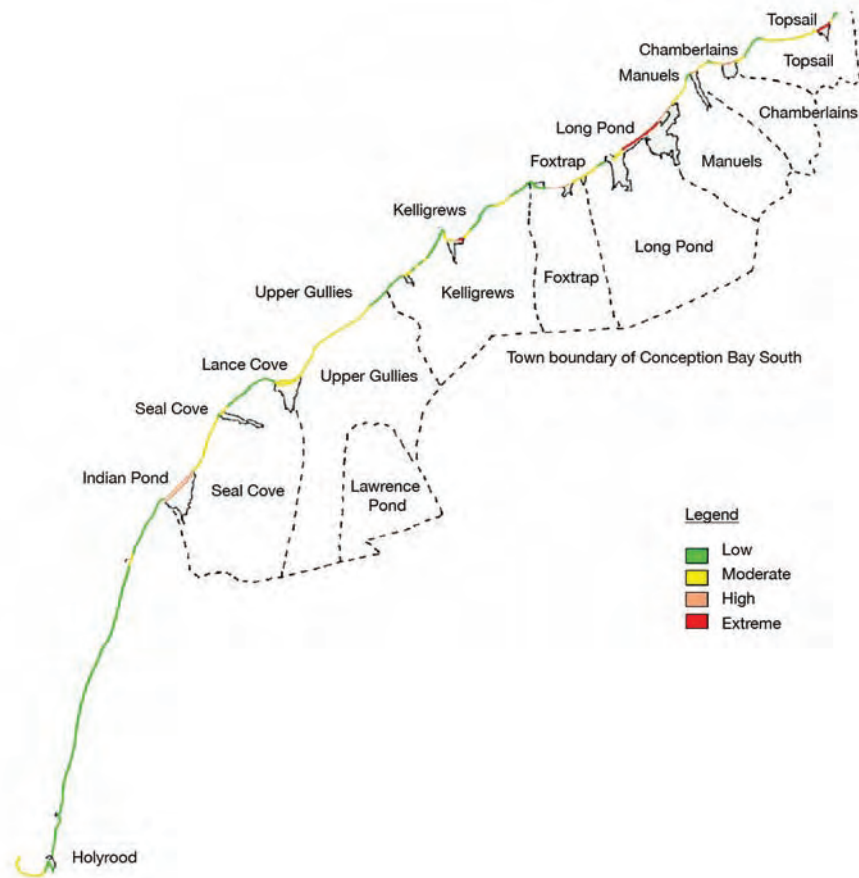 Topsail
Chamberlains
Topsail
Manuels
Chamberlains
Long Pond
Manuels
Foxtrap
Kelligrews
Long Pond
Foxtrap
Kelligrews
Upper Gullies
Town boundary of Conception Bay South
Lance Cove
Upper Gullies
Seal Cove
Indian Pond
Seal Cove
Lawrence
Pond
Legend
Low
Moderate
High
Extreme
Holyrood